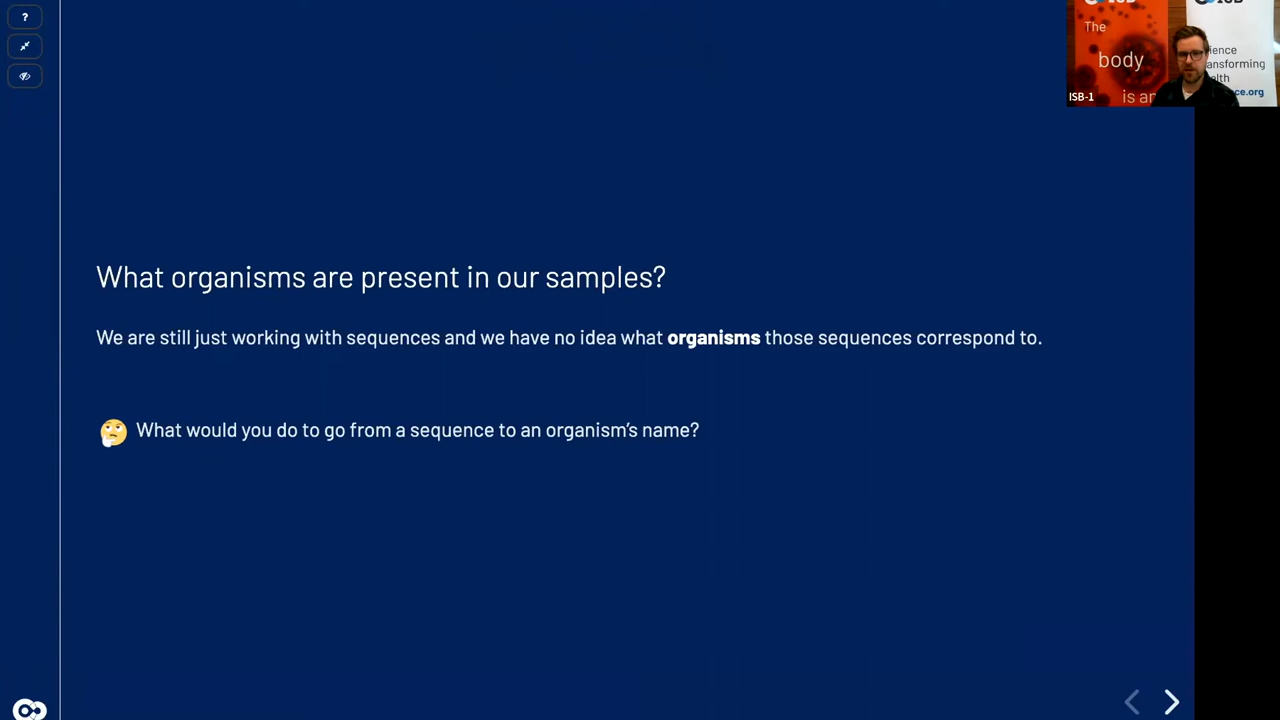 ?
The
body
is an
ISB-1
ience
ansforming
alth
ce.org
What organisms are present in our samples?
We are still just working with sequences and we have no idea what organisms those sequences correspond to.
What would you do to go from a sequence to an organism's name?